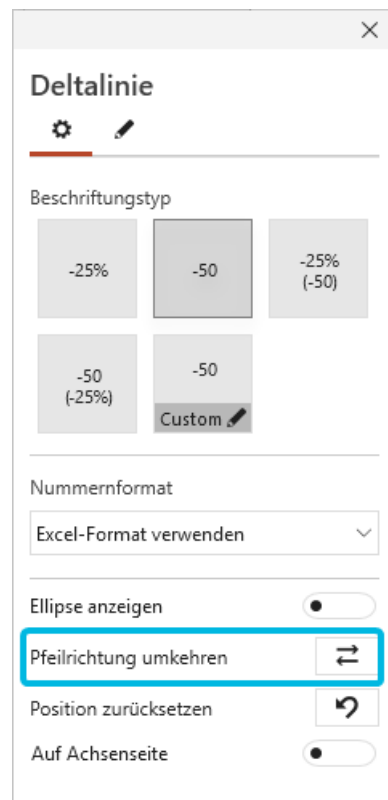 Deltalinie
Beschriftungstyp
-25%
-50
-25%
(-50)
-50
(-25%)
-50
Custom
Nummernformat
Excel-Format verwenden
Ellipse anzeigen
Pfeilrichtung umkehren
Position zurücksetzen
Auf Achsenseite